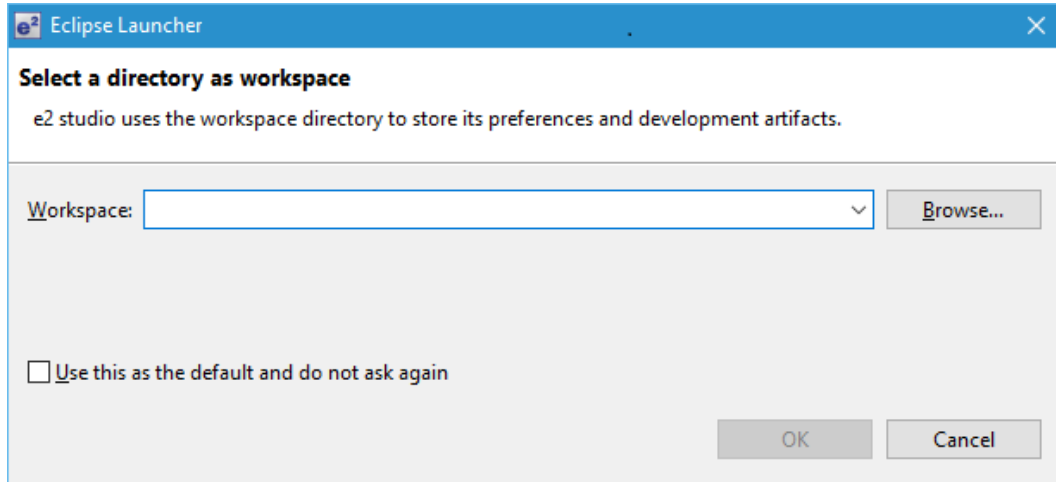 e² Eclipse Launcher
Select a directory as workspace
e2 studio uses the workspace directory to store its preferences and development artifacts.
Workspace: Browse...
Use this as the default and do not ask again
OK Cancel